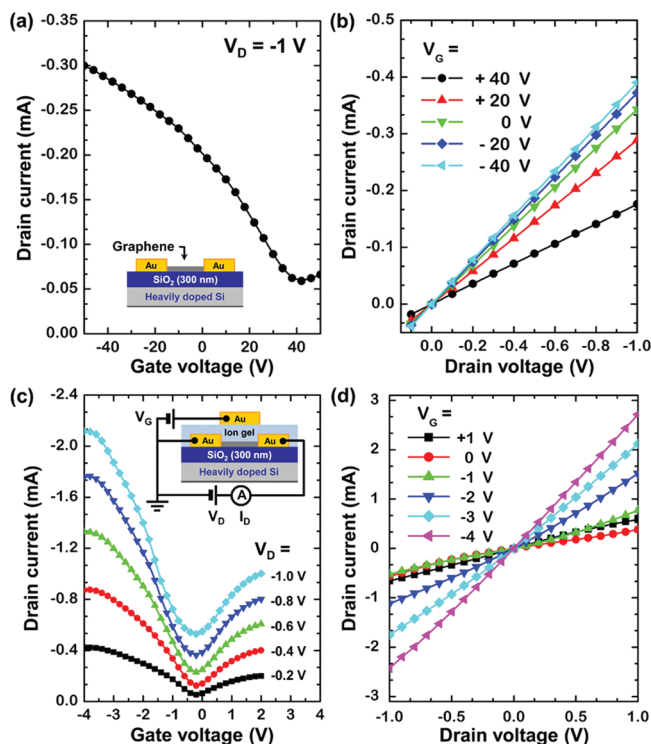 (a)
V_D = -1 V
-0.30
-0.25
-0.20
-0.15
-0.10
-0.05
0.00
Drain current (mA)
Graphene
Au
Au
SiO₂ (300 nm)
Heavily doped Si
-40
-20
0
20
40
Gate voltage (V)
(b)
V_G =
+ 40 V
+ 20 V
0 V
- 20 V
- 40 V
-0.4
-0.3
-0.2
-0.1
0.0
Drain current (mA)
0.0
-0.2
-0.4
-0.6
-0.8
-1.0
Drain voltage (V)
(c)
-2.4
-2.0
-1.6
-1.2
-0.8
-0.4
0.0
Drain current (mA)
V_G
Au
Ion gel
Au
Au
SiO₂ (300 nm)
Heavily doped Si
A
V_D
I_D
V_D =
-1.0 V
-0.8 V
-0.6 V
-0.4 V
-0.2 V
-4
-3
-2
-1
0
1
2
3
4
Gate voltage (V)
(d)
V_G =
+1 V
0 V
-1 V
-2 V
-3 V
-4 V
3
2
1
0
-1
-2
-3
Drain current (mA)
-1.0
-0.5
0.0
0.5
1.0
Drain voltage (V)